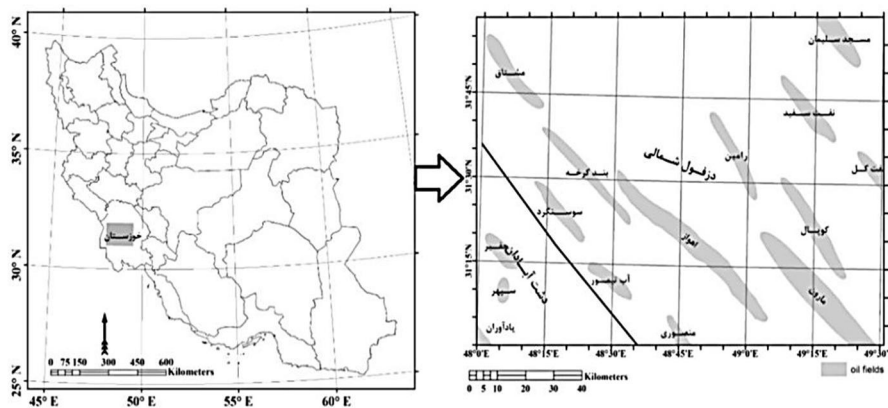 40° N
35° N
30° N
25° N
45° E
50° E
55° E
60° E
خوزستان
0 75 150 300 450 600
Kilometers
31°45'N
31°30'N
31°15'N
48°0'E
48°15'E
48°30'E
48°45'E
49°0'E
49°15'E
49°30'E
مسجد سلیمان
مشتاق
نفت سفید
رامین
دزفول شمالی
بند کرخه
سوسنگرد
اهواز
کوپال
مارون
آب تیمور
دشت آبادان
جفیر
سپهر
یادآوران
منصوری
0 5 10 20 30 40
Kilometers
oil fields